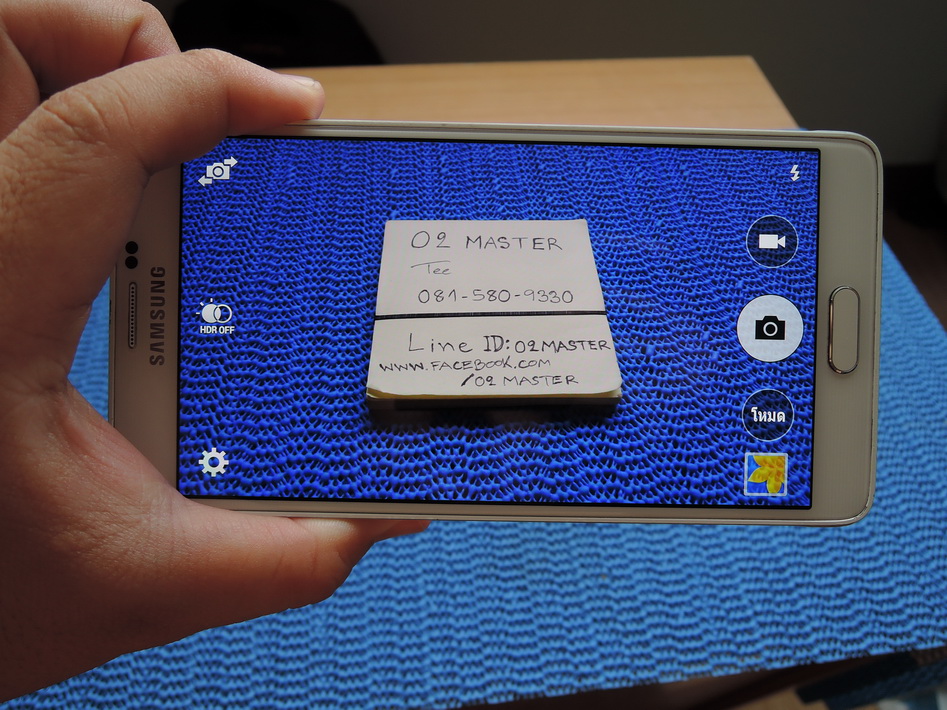 SAMSUNG
HDR OFF
O2 MASTER
Tee
081-580-9330
Line ID: O2MASTER
WWW.FACEBOOK.COM
/O2 MASTER
โหมด